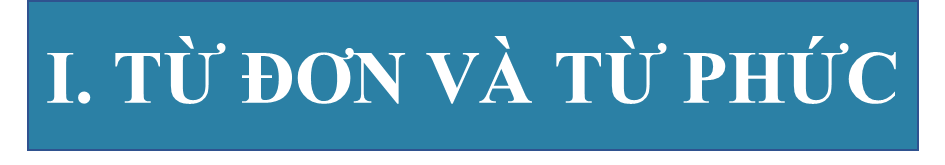 I. TỪ ĐƠN VÀ TỪ PHỨC